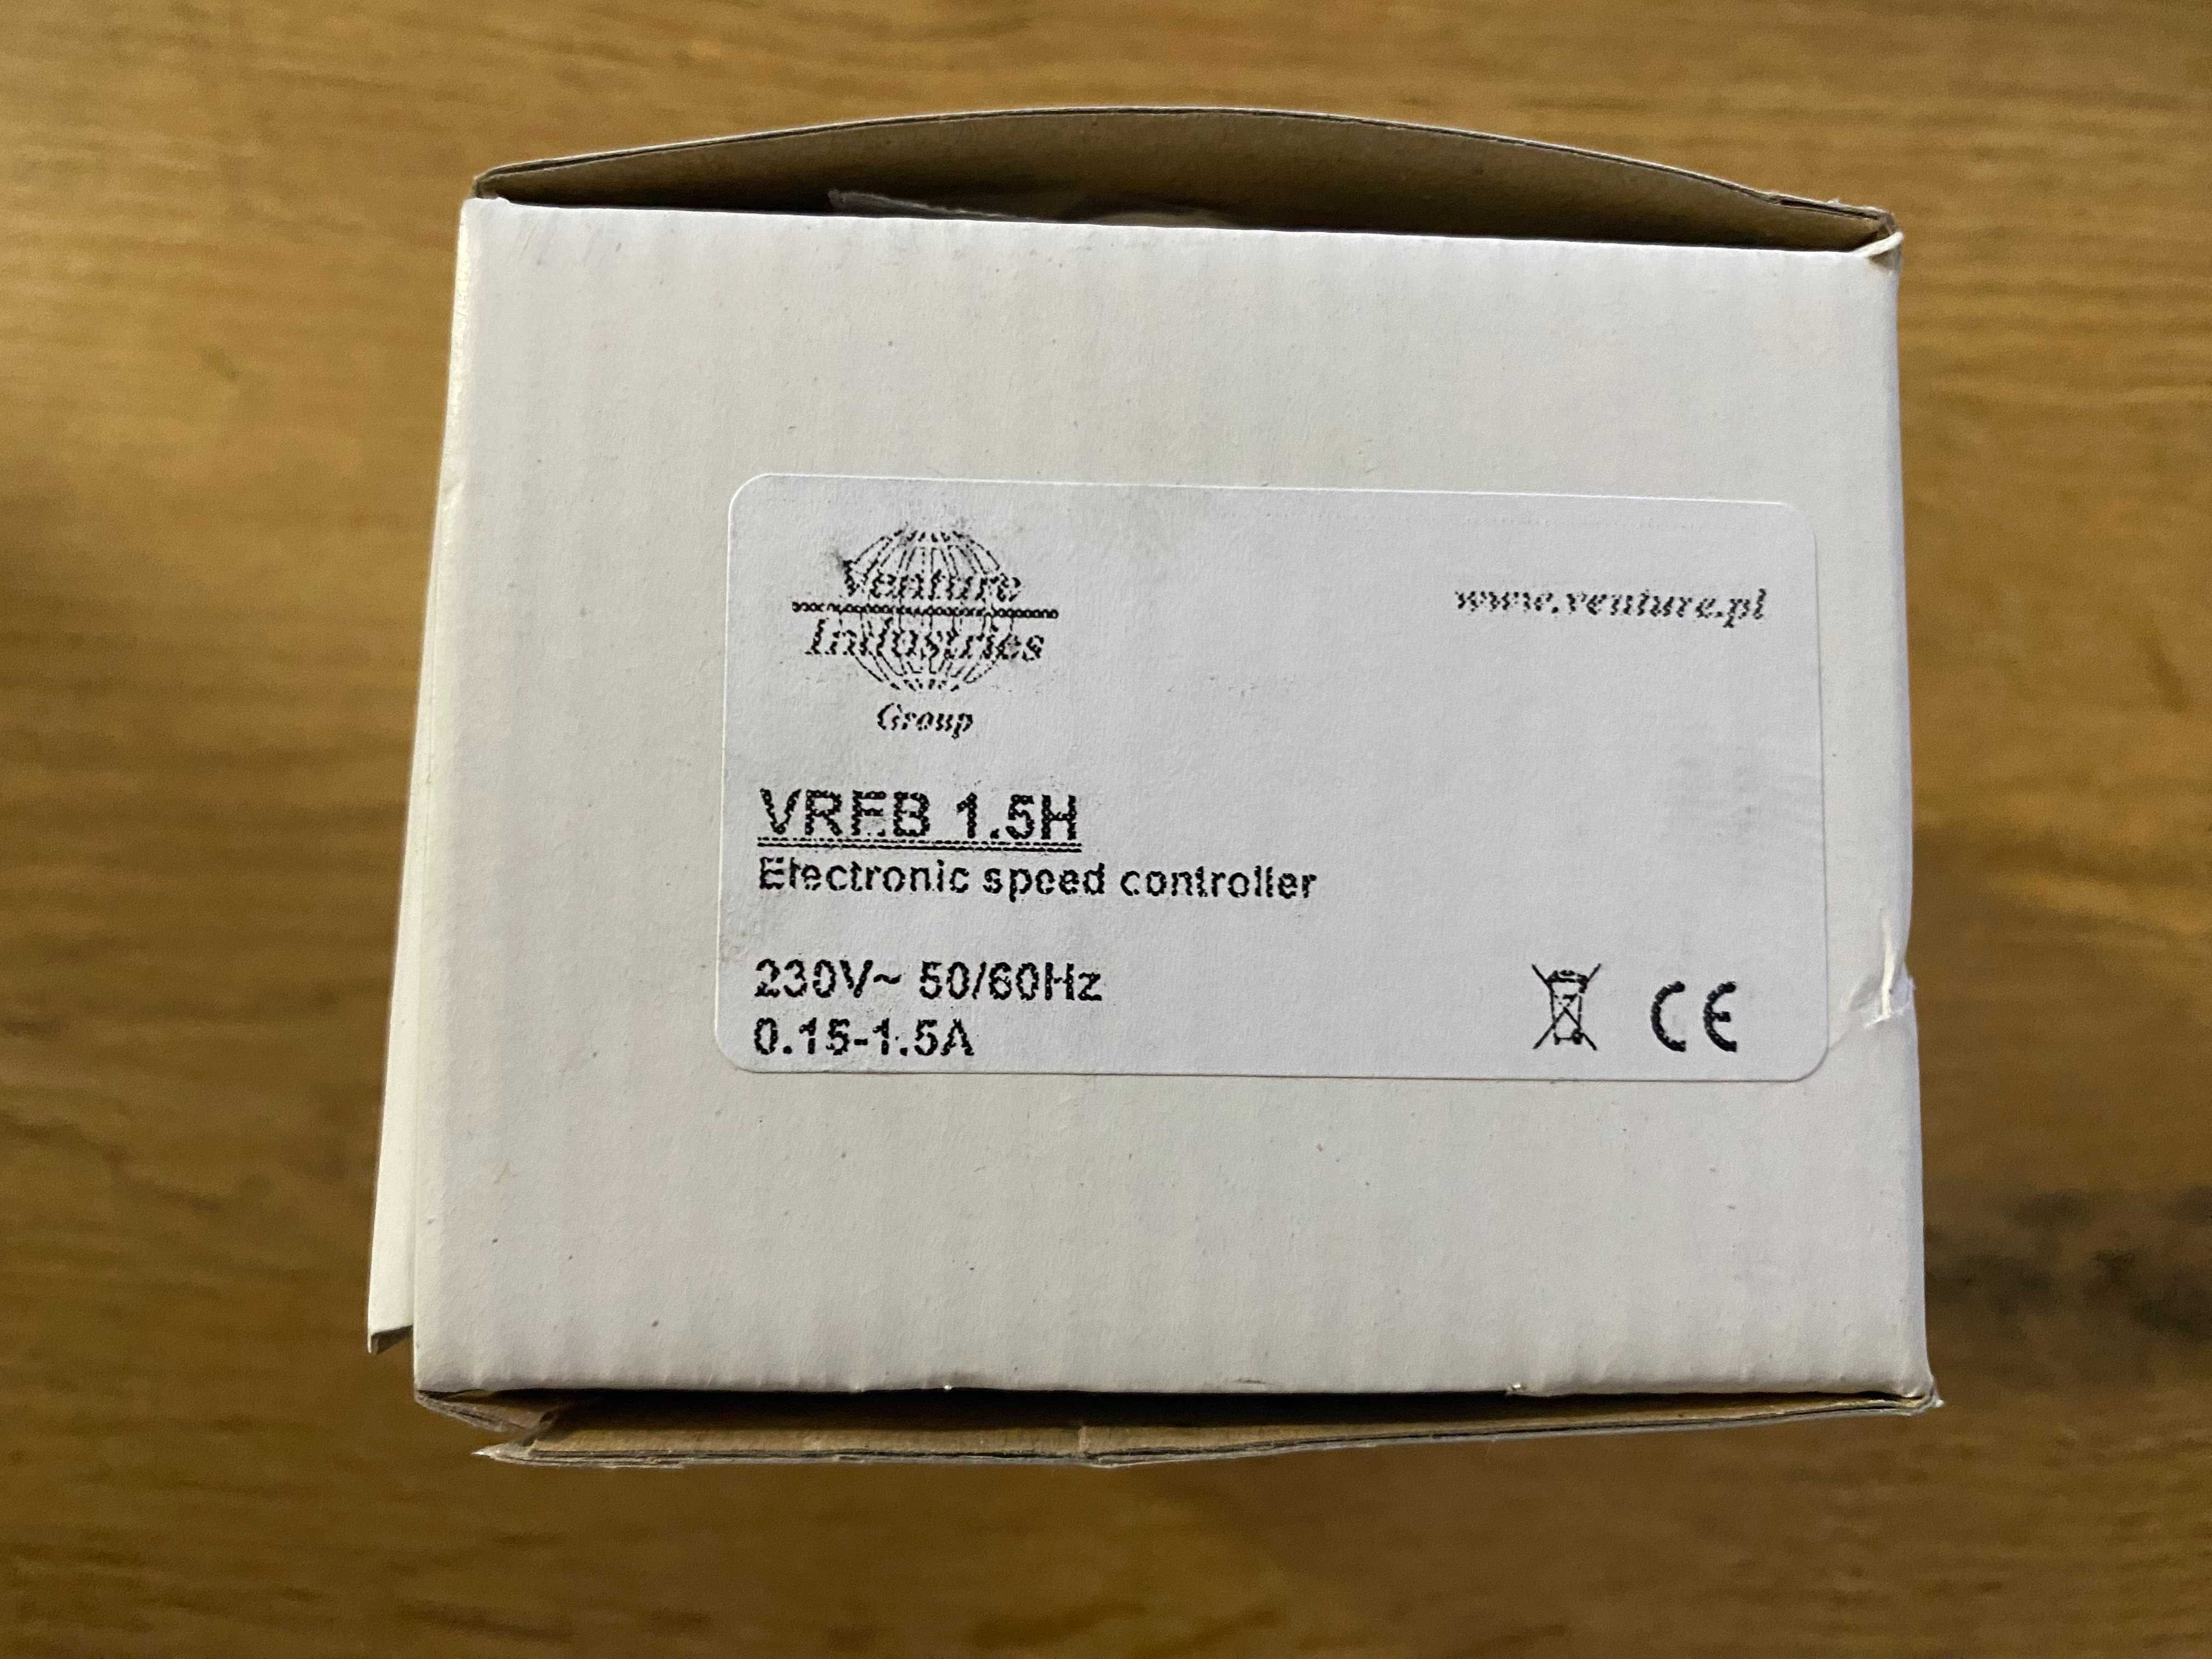 Venture
Industries
Group
www.venture.pl
VREB 1.5H
Electronic speed controller
230V~ 50/60Hz
0.15-1.5A
CE